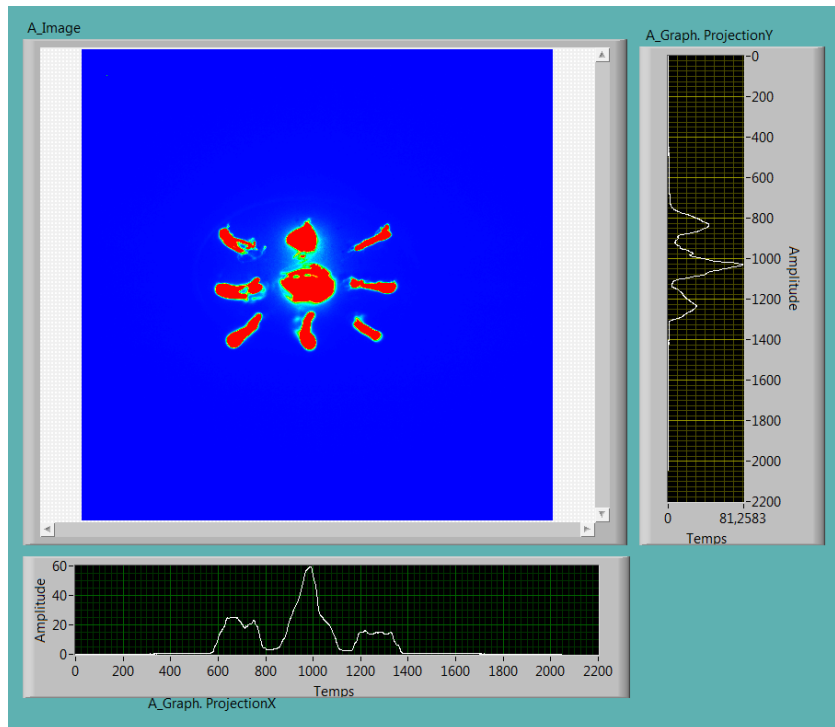 A_Image
A_Graph. ProjectionY
0
200
400
600
800
1000
1200
1400
1600
1800
2000
2200
Amplitude
0 81,2583
Temps
60
40
20
0
Amplitude
0 200 400 600 800 1000 1200 1400 1600 1800 2000 2200
Temps
A_Graph. ProjectionX